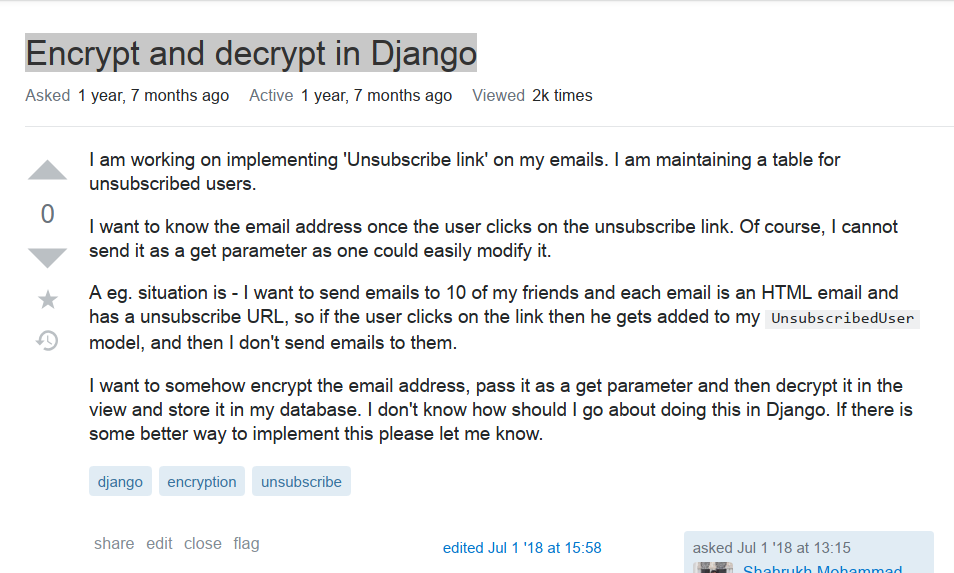 Encrypt and decrypt in Django
Asked 1 year, 7 months ago Active 1 year, 7 months ago Viewed 2k times
I am working on implementing 'Unsubscribe link' on my emails. I am maintaining a table for
unsubscribed users.
0
I want to know the email address once the user clicks on the unsubscribe link. Of course, I cannot
send it as a get parameter as one could easily modify it.
A eg. situation is - I want to send emails to 10 of my friends and each email is an HTML email and
has a unsubscribe URL, so if the user clicks on the link then he gets added to my UnsubscribedUser
model, and then I don't send emails to them.
I want to somehow encrypt the email address, pass it as a get parameter and then decrypt it in the
view and store it in my database. I don't know how should I go about doing this in Django. If there is
some better way to implement this please let me know.
django encryption unsubscribe
share edit close flag
edited Jul 1 '18 at 15:58
asked Jul 1 '18 at 13:15
Shahrukh Mohammad